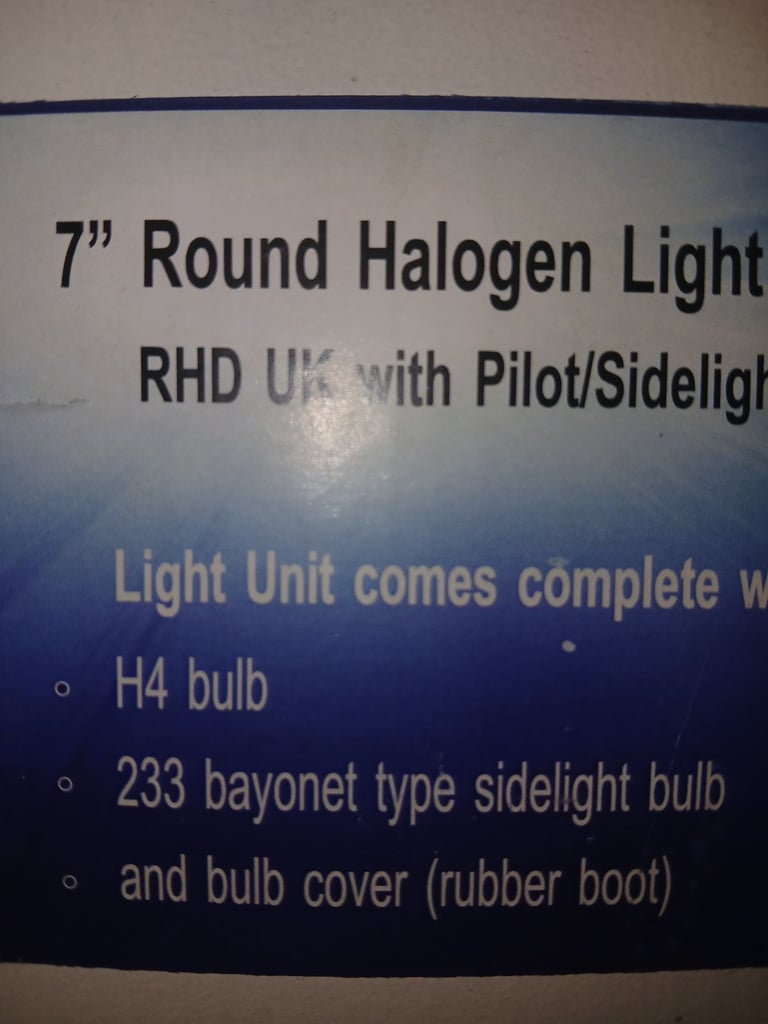 7” Round Halogen Light
RHD UK with Pilot/Sideligh
Light Unit comes complete w
H4 bulb
233 bayonet type sidelight bulb
and bulb cover (rubber boot)